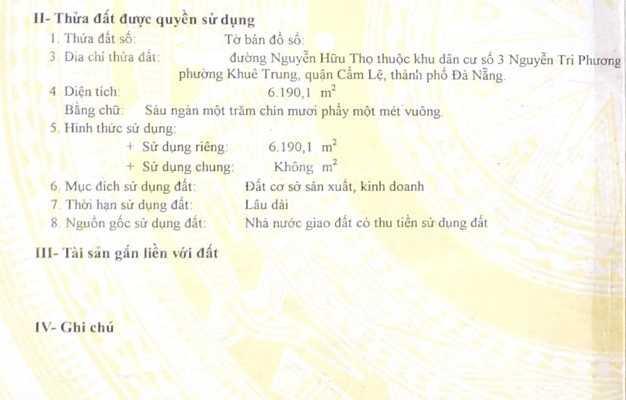 II- Thửa đất được quyền sử dụng
1. Thửa đất số: Tờ bản đồ số:
3. Địa chỉ thửa đất: đường Nguyễn Hữu Thọ thuộc khu dân cư số 3 Nguyễn Tri Phương
phường Khuê Trung, quận Cẩm Lệ, thành phố Đà Nẵng.
4. Diện tích: 6.190,1 m²
Bằng chữ: Sáu ngàn một trăm chín mươi phẩy một mét vuông.
5. Hình thức sử dụng:
+ Sử dụng riêng: 6.190,1 m²
+ Sử dụng chung: Không m²
6. Mục đích sử dụng đất: Đất cơ sở sản xuất, kinh doanh
7. Thời hạn sử dụng đất: Lâu dài
8. Nguồn gốc sử dụng đất: Nhà nước giao đất có thu tiền sử dụng đất
III- Tài sản gắn liền với đất
IV- Ghi chú